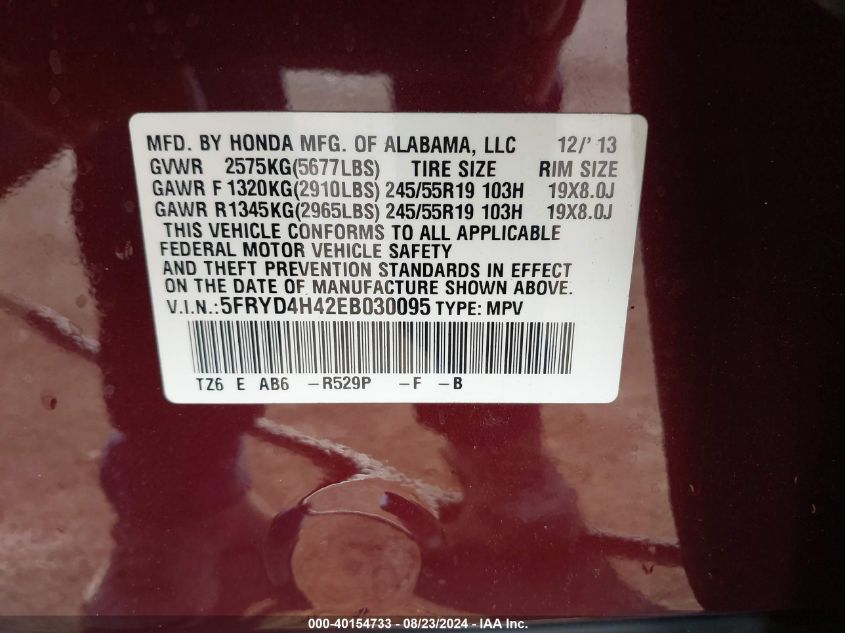 MFD. BY HONDA MFG. OF ALABAMA, LLC 12/' 13
GVWR 2575KG(5677LBS) TIRE SIZE RIM SIZE
GAWR F 1320KG(2910LBS) 245/55R19 103H 19X8.0J
GAWR R1345KG(2965LBS) 245/55R19 103H 19X8.0J
THIS VEHICLE CONFORMS TO ALL APPLICABLE
FEDERAL MOTOR VEHICLE SAFETY
AND THEFT PREVENTION STANDARDS IN EFFECT
ON THE DATE OF MANUFACTURE SHOWN ABOVE.
V.I.N.:5FRYD4H42EB030095 TYPE: MPV
TZ6 E AB6 -R529P -F -B
000-40154733 - 08/23/2024 - IAA Inc.